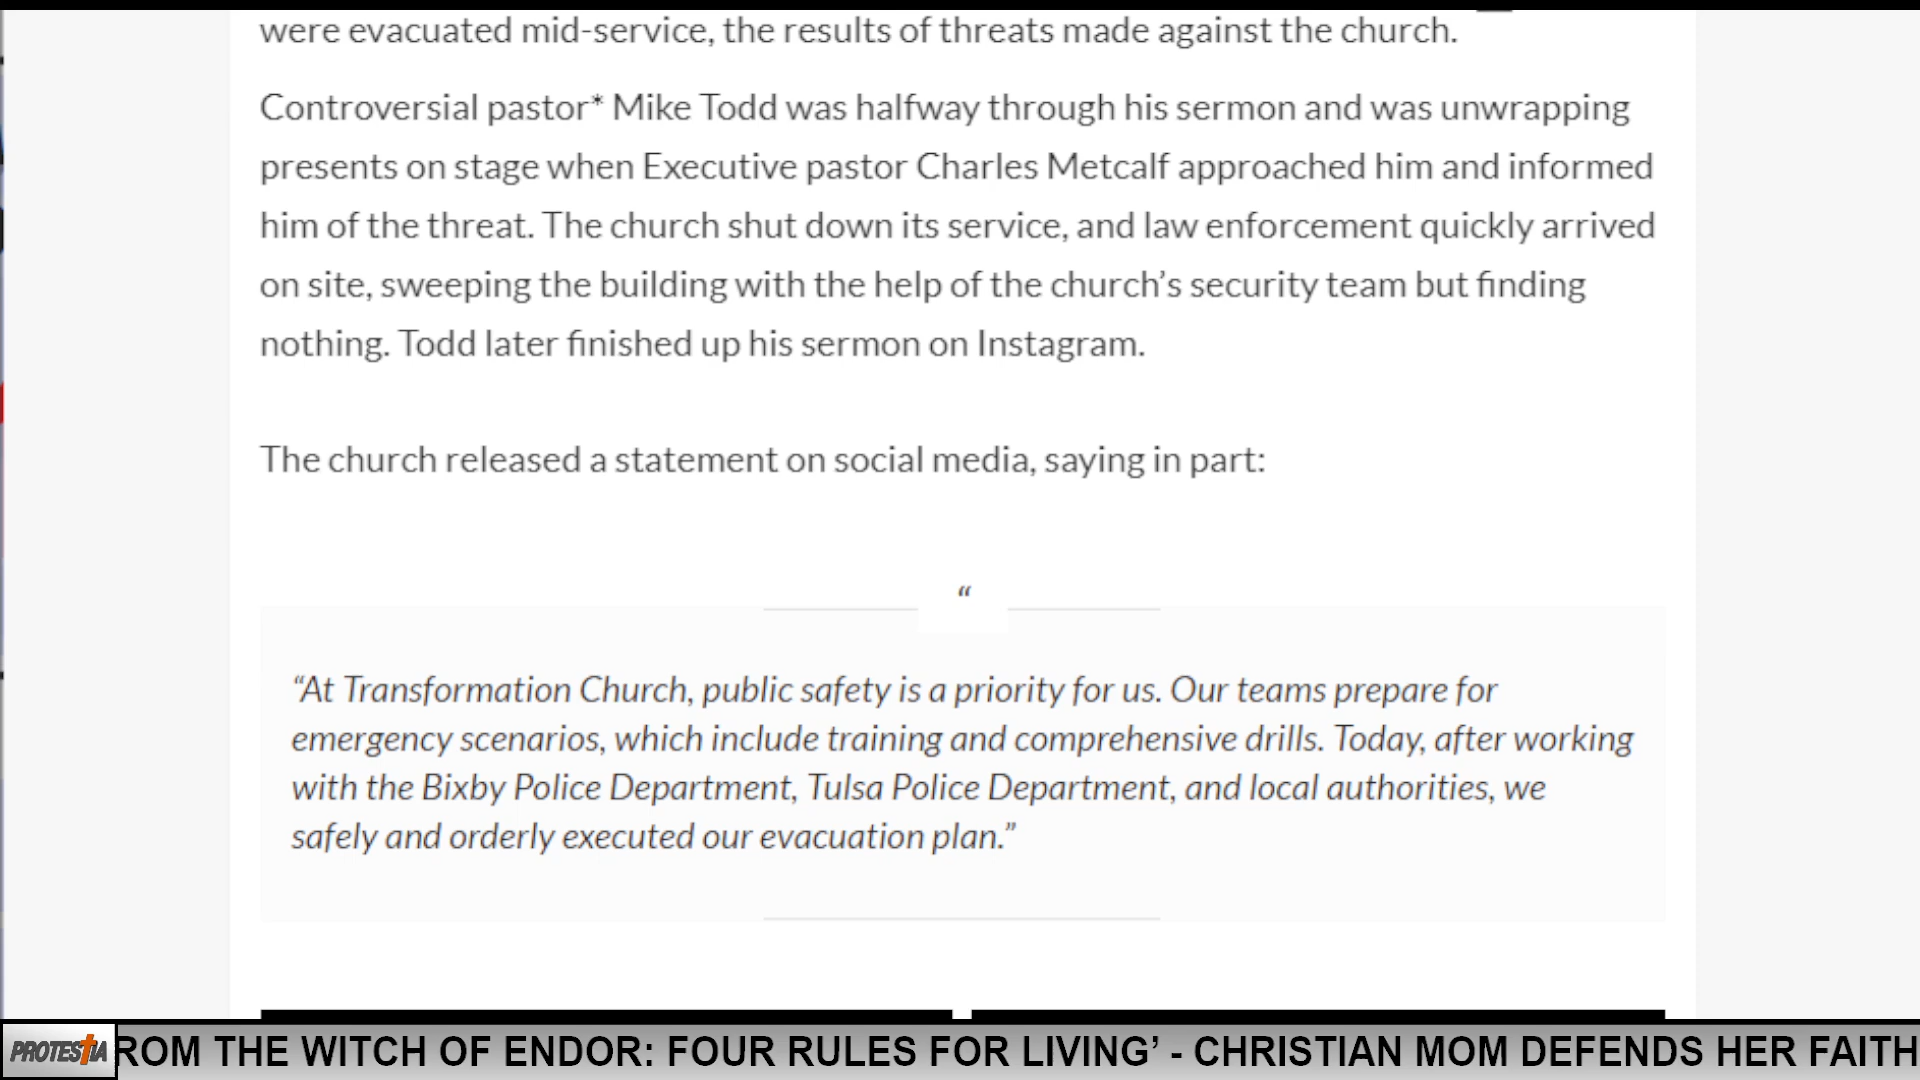 were evacuated mid-service, the results of threats made against the church.
Controversial pastor* Mike Todd was halfway through his sermon and was unwrapping
presents on stage when Executive pastor Charles Metcalf approached him and informed
him of the threat. The church shut down its service, and law enforcement quickly arrived
on site, sweeping the building with the help of the church’s security team but finding
nothing. Todd later finished up his sermon on Instagram.
The church released a statement on social media, saying in part:
“
“At Transformation Church, public safety is a priority for us. Our teams prepare for
emergency scenarios, which include training and comprehensive drills. Today, after working
with the Bixby Police Department, Tulsa Police Department, and local authorities, we
safely and orderly executed our evacuation plan.”
PROTESTIA ROM THE WITCH OF ENDOR: FOUR RULES FOR LIVING’ - CHRISTIAN MOM DEFENDS HER FAITH